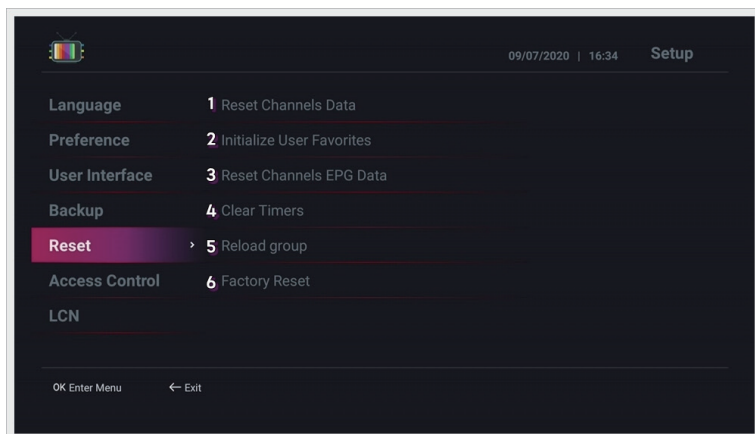 09/07/2020 | 16:34 Setup
Language 1 Reset Channels Data
Preference 2 Initialize User Favorites
User Interface 3 Reset Channels EPG Data
Backup 4 Clear Timers
Reset › 5 Reload group
Access Control 6 Factory Reset
LCN
OK Enter Menu ← Exit